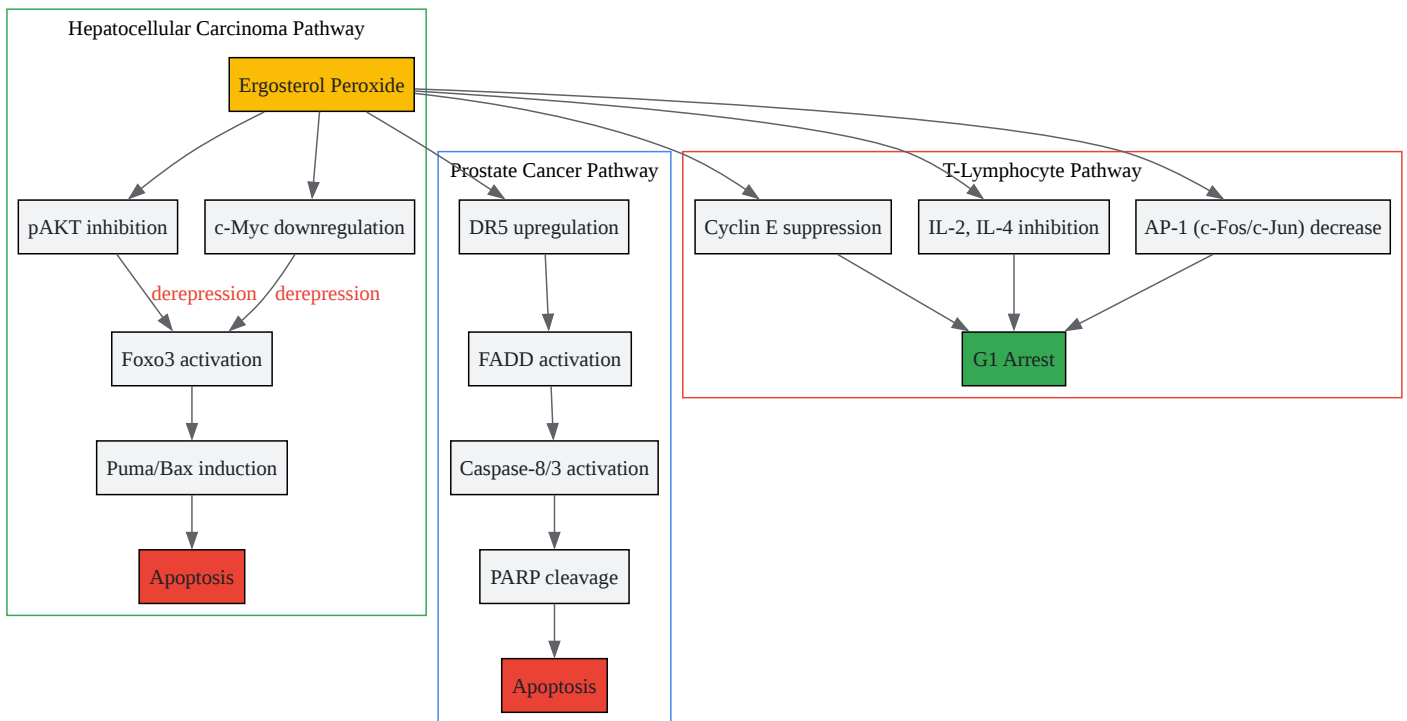 Hepatocellular Carcinoma Pathway
Ergosterol Peroxide
pAKT inhibition
c-Myc downregulation
derepression
derepression
Foxo3 activation
Puma/Bax induction
Apoptosis
Prostate Cancer Pathway
DR5 upregulation
FADD activation
Caspase-8/3 activation
PARP cleavage
Apoptosis
T-Lymphocyte Pathway
Cyclin E suppression
IL-2, IL-4 inhibition
AP-1 (c-Fos/c-Jun) decrease
G1 Arrest